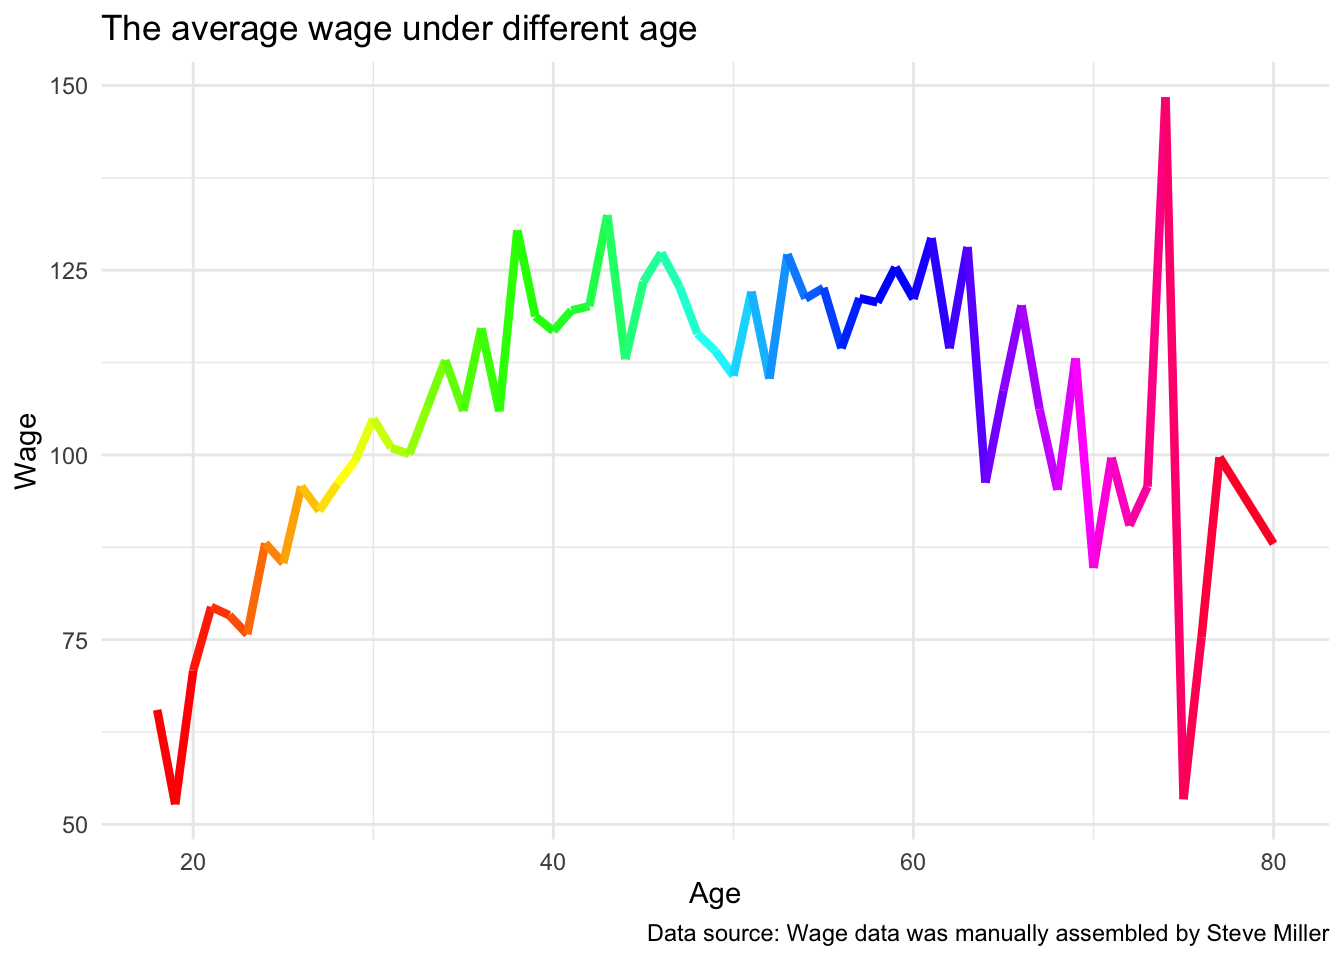 The average wage under different age
150
125
100
75
50
Wage
20 40 60 80
Age
Data source: Wage data was manually assembled by Steve Miller